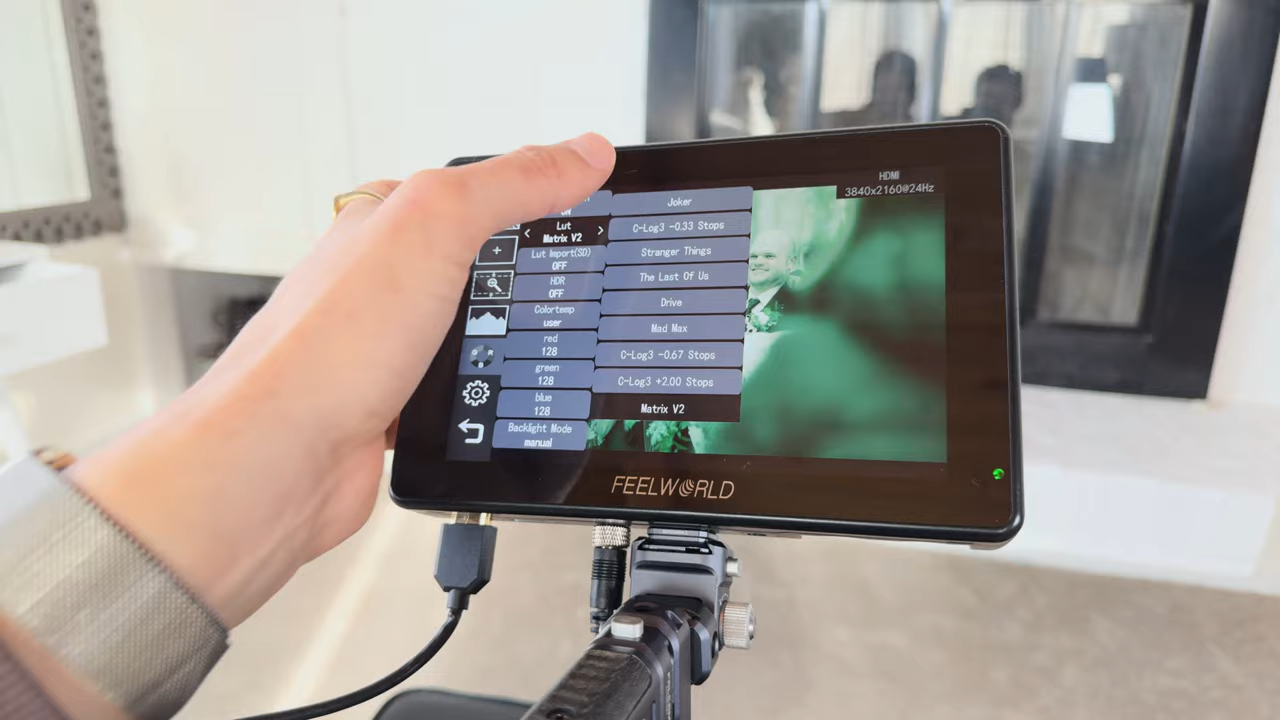 HDMI
3840x2160@24Hz
ON
Lut
Matrix V2
Lut Import(SD)
OFF
HDR
OFF
Colortemp
user
red
128
green
128
blue
128
Backlight Mode
manual
Joker
C-Log3 -0.33 Stops
Stranger Things
The Last Of Us
Drive
Mad Max
C-Log3 -0.67 Stops
C-Log3 +2.00 Stops
Matrix V2
FEELWORLD